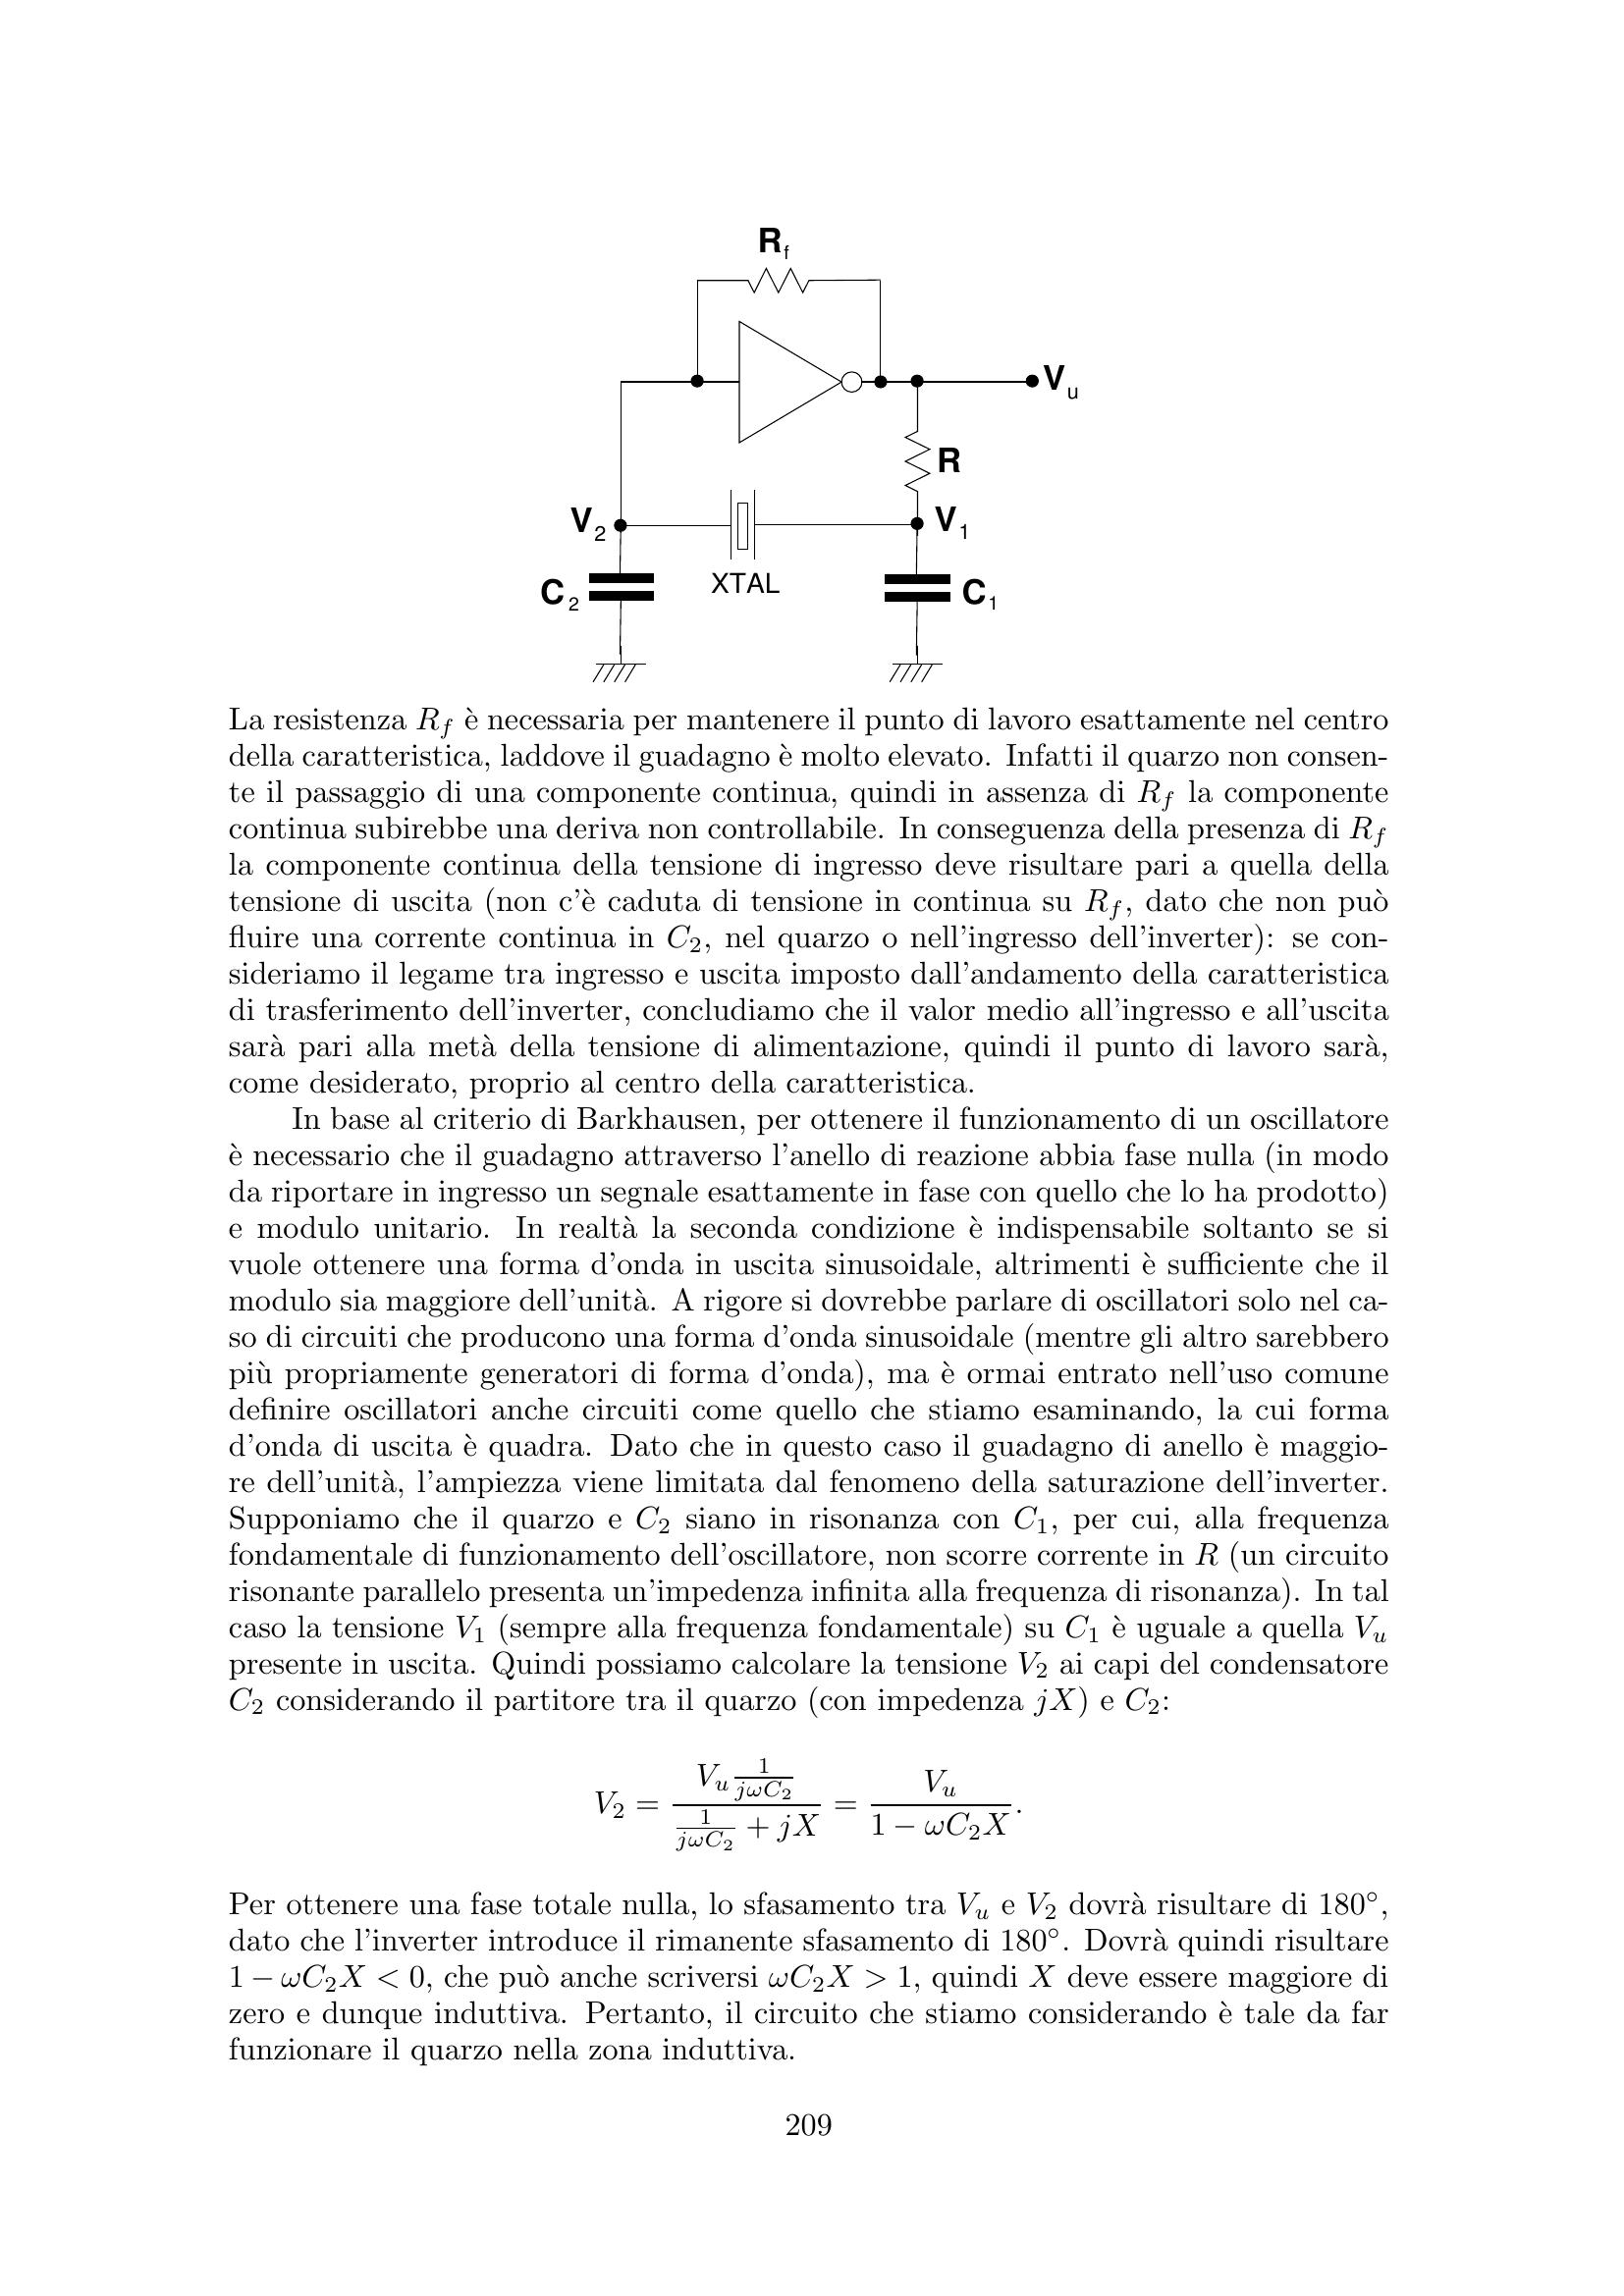 R_f
V_u
R
V_2
V_1
XTAL
C_2
C_1
La resistenza R_f è necessaria per mantenere il punto di lavoro esattamente nel centro
della caratteristica, laddove il guadagno è molto elevato. Infatti il quarzo non consen-
te il passaggio di una componente continua, quindi in assenza di R_f la componente
continua subirebbe una deriva non controllabile. In conseguenza della presenza di R_f
la componente continua della tensione di ingresso deve risultare pari a quella della
tensione di uscita (non c'è caduta di tensione in continua su R_f, dato che non può
fluire una corrente continua in C_2, nel quarzo o nell'ingresso dell'inverter): se con-
sideriamo il legame tra ingresso e uscita imposto dall'andamento della caratteristica
di trasferimento dell'inverter, concludiamo che il valor medio all'ingresso e all'uscita
sarà pari alla metà della tensione di alimentazione, quindi il punto di lavoro sarà,
come desiderato, proprio al centro della caratteristica.
In base al criterio di Barkhausen, per ottenere il funzionamento di un oscillatore
è necessario che il guadagno attraverso l'anello di reazione abbia fase nulla (in modo
da riportare in ingresso un segnale esattamente in fase con quello che lo ha prodotto)
e modulo unitario. In realtà la seconda condizione è indispensabile soltanto se si
vuole ottenere una forma d'onda in uscita sinusoidale, altrimenti è sufficiente che il
modulo sia maggiore dell'unità. A rigore si dovrebbe parlare di oscillatori solo nel ca-
so di circuiti che producono una forma d'onda sinusoidale (mentre gli altro sarebbero
più propriamente generatori di forma d'onda), ma è ormai entrato nell'uso comune
definire oscillatori anche circuiti come quello che stiamo esaminando, la cui forma
d'onda di uscita è quadra. Dato che in questo caso il guadagno di anello è maggio-
re dell'unità, l'ampiezza viene limitata dal fenomeno della saturazione dell'inverter.
Supponiamo che il quarzo e C_2 siano in risonanza con C_1, per cui, alla frequenza
fondamentale di funzionamento dell'oscillatore, non scorre corrente in R (un circuito
risonante parallelo presenta un'impedenza infinita alla frequenza di risonanza). In tal
caso la tensione V_1 (sempre alla frequenza fondamentale) su C_1 è uguale a quella V_u
presente in uscita. Quindi possiamo calcolare la tensione V_2 ai capi del condensatore
C_2 considerando il partitore tra il quarzo (con impedenza jX) e C_2:
V_2 = \frac{V_u \frac{1}{jωC_2}}{\frac{1}{jωC_2} + jX} = \frac{V_u}{1 − ωC_2X}.
Per ottenere una fase totale nulla, lo sfasamento tra V_u e V_2 dovrà risultare di 180°,
dato che l'inverter introduce il rimanente sfasamento di 180°. Dovrà quindi risultare
1 − ωC_2X < 0, che può anche scriversi ωC_2X > 1, quindi X deve essere maggiore di
zero e dunque induttiva. Pertanto, il circuito che stiamo considerando è tale da far
funzionare il quarzo nella zona induttiva.
209